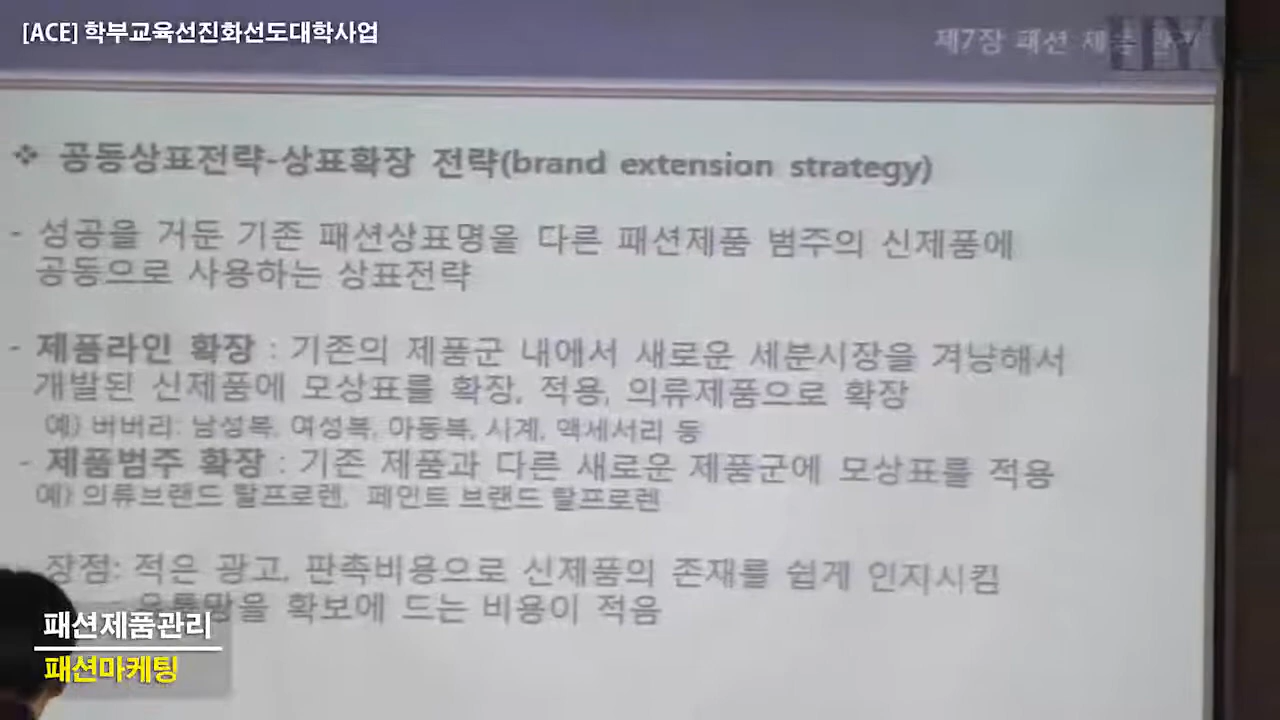 [ACE] 학부교육선진화선도대학사업
제7장 패션 제품
❖ 공동상표전략-상표확장 전략(brand extension strategy)
- 성공을 거둔 기존 패션상표명을 다른 패션제품 범주의 신제품에
공동으로 사용하는 상표전략
- 제품라인 확장 : 기존의 제품군 내에서 새로운 세분시장을 겨냥해서
개발된 신제품에 모상표를 확장, 적용, 의류제품으로 확장
예) 버버리: 남성복, 여성복, 아동복, 시계, 액세서리 등
- 제품범주 확장 : 기존 제품과 다른 새로운 제품군에 모상표를 적용
예) 의류브랜드 랄프로렌, 페인트 브랜드 랄프로렌
장점: 적은 광고, 판촉비용으로 신제품의 존재를 쉽게 인지시킴
유통망을 확보에 드는 비용이 적음
패션제품관리
패션마케팅